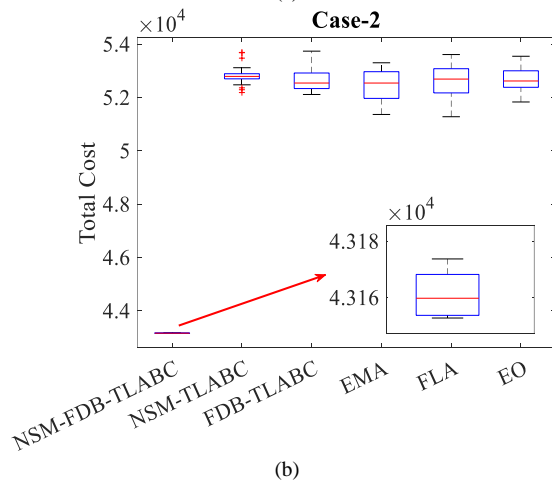 Case-2
×10⁴
5.4
5.2
5
4.8
4.6
4.4
Total Cost
×10⁴
4.318
4.316
NSM-FDB-TLABC
NSM-TLABC
FDB-TLABC
EMA
FLA
EO
(b)